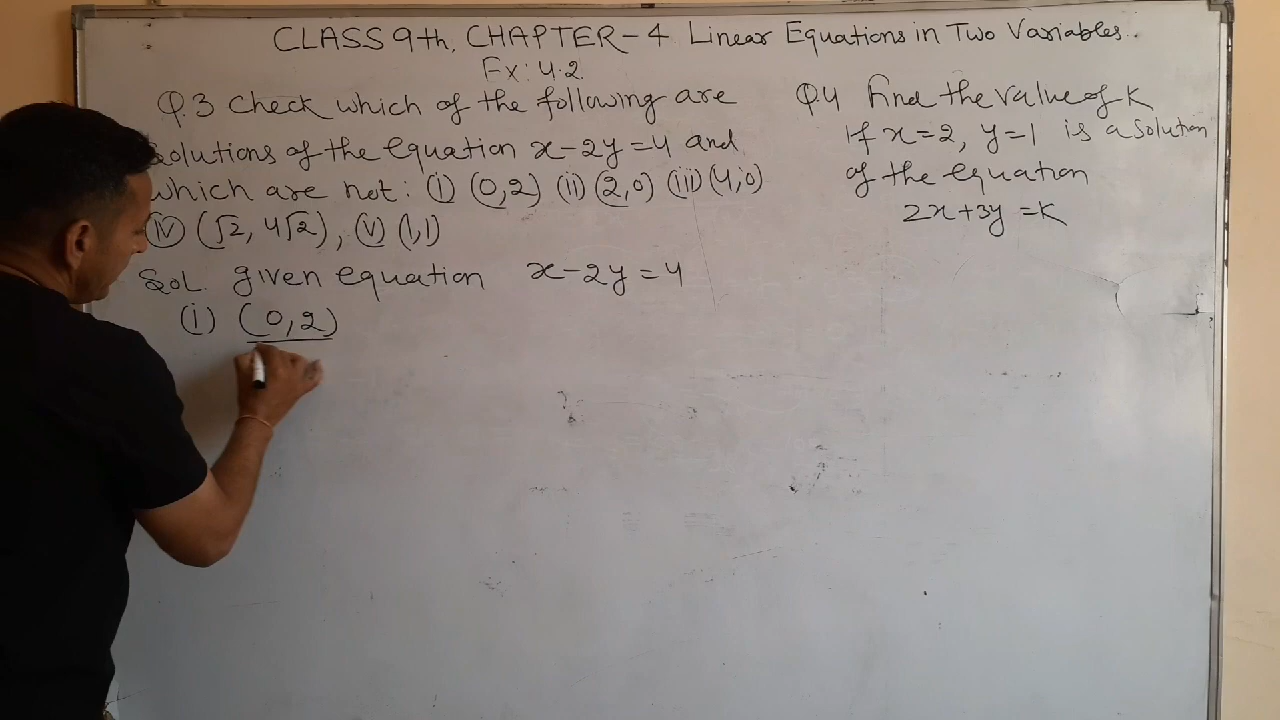 CLASS 9th, CHAPTER-4 Linear Equations in Two Variables.
Ex: 4.2.
Q.3 Check which of the following are
solutions of the equation x-2y=4 and
which are not: (i) (0,2) (ii) (2,0) (iii) (4,0)
(iv) (√2, 4√2), (v) (1,1)
Sol. given equation x-2y=4
(i) (0,2)
Q.4 Find the value of K
if x=2, y=1 is a solution
of the equation
2x+3y=K